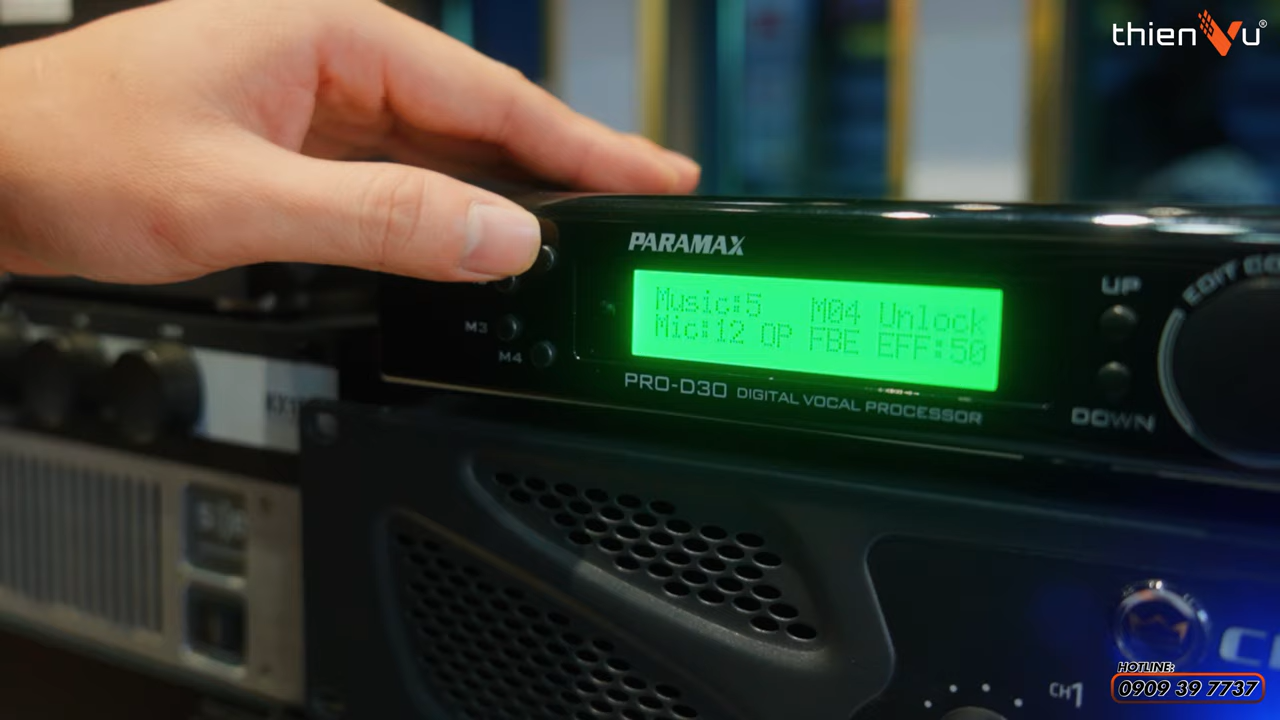 thienVu®
PARAMAX
Music:5 M04 Unlock
Mic:12 OP FBE EFF:50
PRO-D30 DIGITAL VOCAL PROCESSOR
M3
M4
UP
DOWN
EDIT
CH1
HOTLINE:
0909 39 7737